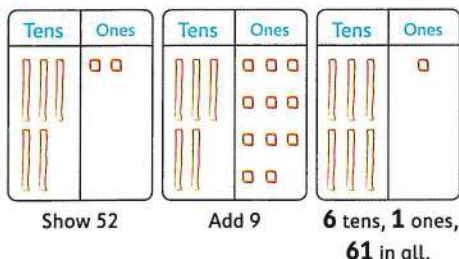 Tens Ones
Tens Ones
Tens Ones
Show 52
Add 9
6 tens, 1 ones,
61 in all.